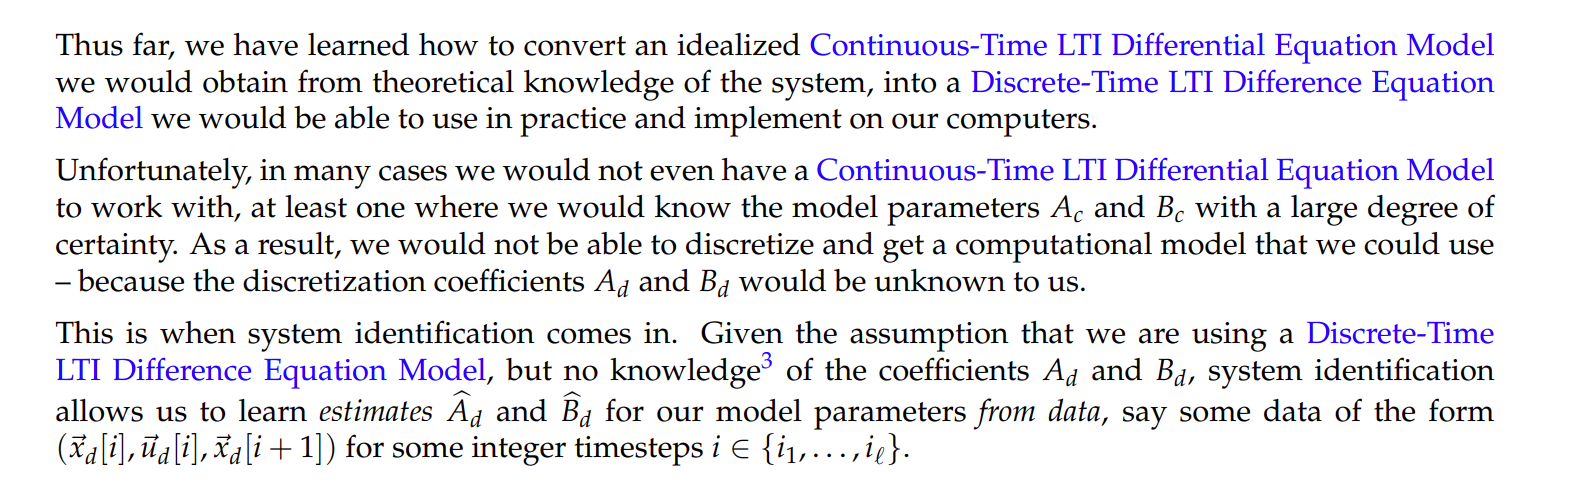 Thus far, we have learned how to convert an idealized Continuous-Time LTI Differential Equation Model
we would obtain from theoretical knowledge of the system, into a Discrete-Time LTI Difference Equation
Model we would be able to use in practice and implement on our computers.
Unfortunately, in many cases we would not even have a Continuous-Time LTI Differential Equation Model
to work with, at least one where we would know the model parameters $A_c$ and $B_c$ with a large degree of
certainty. As a result, we would not be able to discretize and get a computational model that we could use
– because the discretization coefficients $A_d$ and $B_d$ would be unknown to us.
This is when system identification comes in. Given the assumption that we are using a Discrete-Time
LTI Difference Equation Model, but no knowledge$^3$ of the coefficients $A_d$ and $B_d$, system identification
allows us to learn estimates $\widehat{A}_d$ and $\widehat{B}_d$ for our model parameters from data, say some data of the form
$(\vec{x}_d[i], \vec{u}_d[i], \vec{x}_d[i+1])$ for some integer timesteps $i \in \{i_1, \ldots, i_\ell\}$.